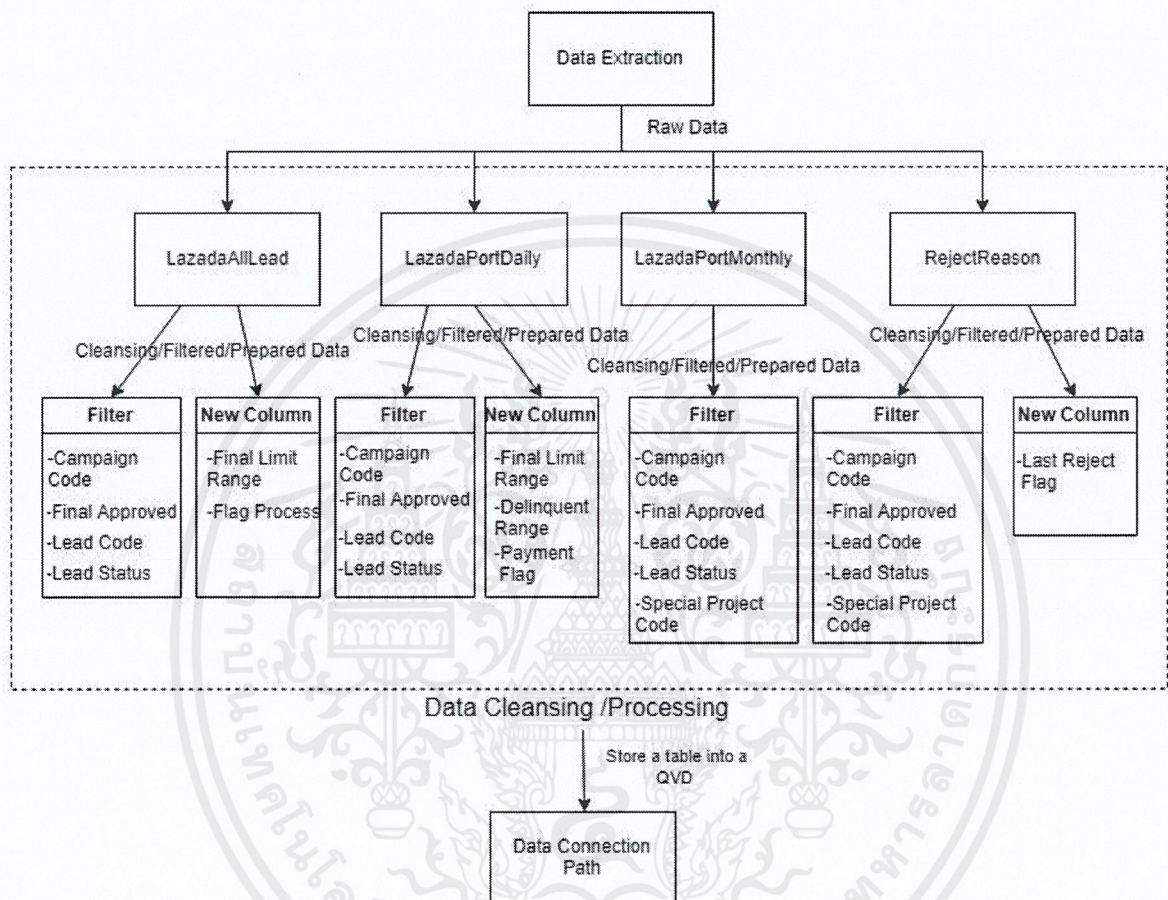 Data Extraction
Raw Data
LazadaAllLead
LazadaPortDaily
LazadaPortMonthly
RejectReason
Cleansing/Filtered/Prepared Data
Cleansing/Filtered/Prepared Data
Cleansing/Filtered/Prepared Data
Cleansing/Filtered/Prepared Data
Filter
-Campaign
Code
-Final Approved
-Lead Code
-Lead Status
New Column
-Final Limit
Range
-Flag Process
Filter
-Campaign
Code
-Final Approved
-Lead Code
-Lead Status
New Column
-Final Limit
Range
-Delinquent
Range
-Payment
Flag
Filter
-Campaign
Code
-Final Approved
-Lead Code
-Lead Status
-Special Project
Code
Filter
-Campaign
Code
-Final Approved
-Lead Code
-Lead Status
-Special Project
Code
New Column
-Last Reject
Flag
Data Cleansing /Processing
Store a table into a
QVD
Data Connection
Path